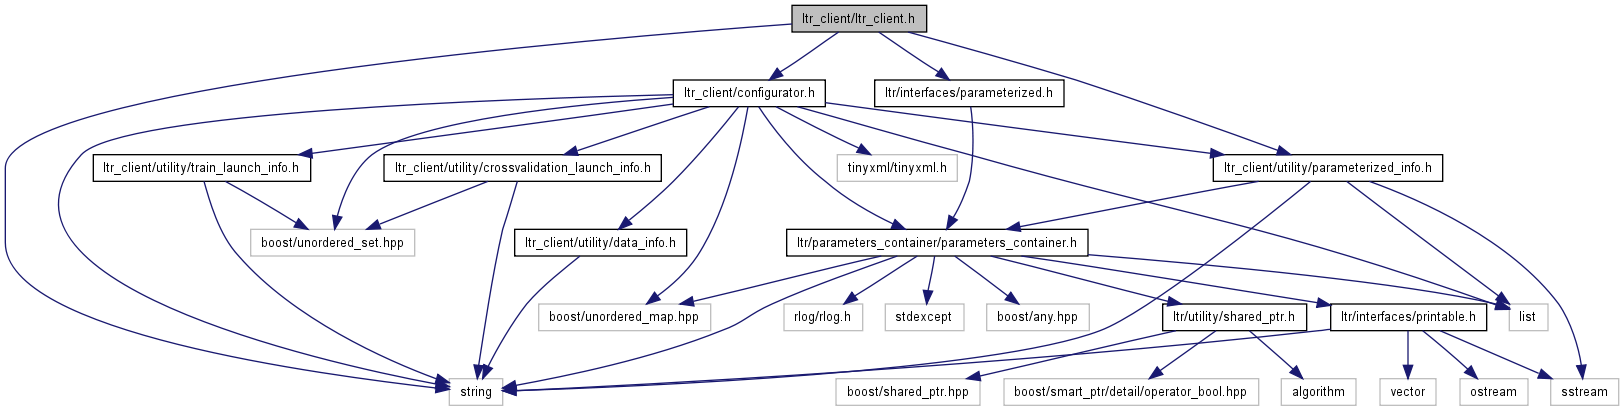 ltr_client/ltr_client.h
ltr_client/configurator.h
ltr/interfaces/parameterized.h
ltr_client/utility/train_launch_info.h
ltr_client/utility/crossvalidation_launch_info.h
tinyxml/tinyxml.h
ltr_client/utility/parameterized_info.h
boost/unordered_set.hpp
ltr_client/utility/data_info.h
ltr/parameters_container/parameters_container.h
boost/unordered_map.hpp
rlog/rlog.h
stdexcept
boost/any.hpp
ltr/utility/shared_ptr.h
ltr/interfaces/printable.h
list
string
boost/shared_ptr.hpp
boost/smart_ptr/detail/operator_bool.hpp
algorithm
vector
ostream
sstream